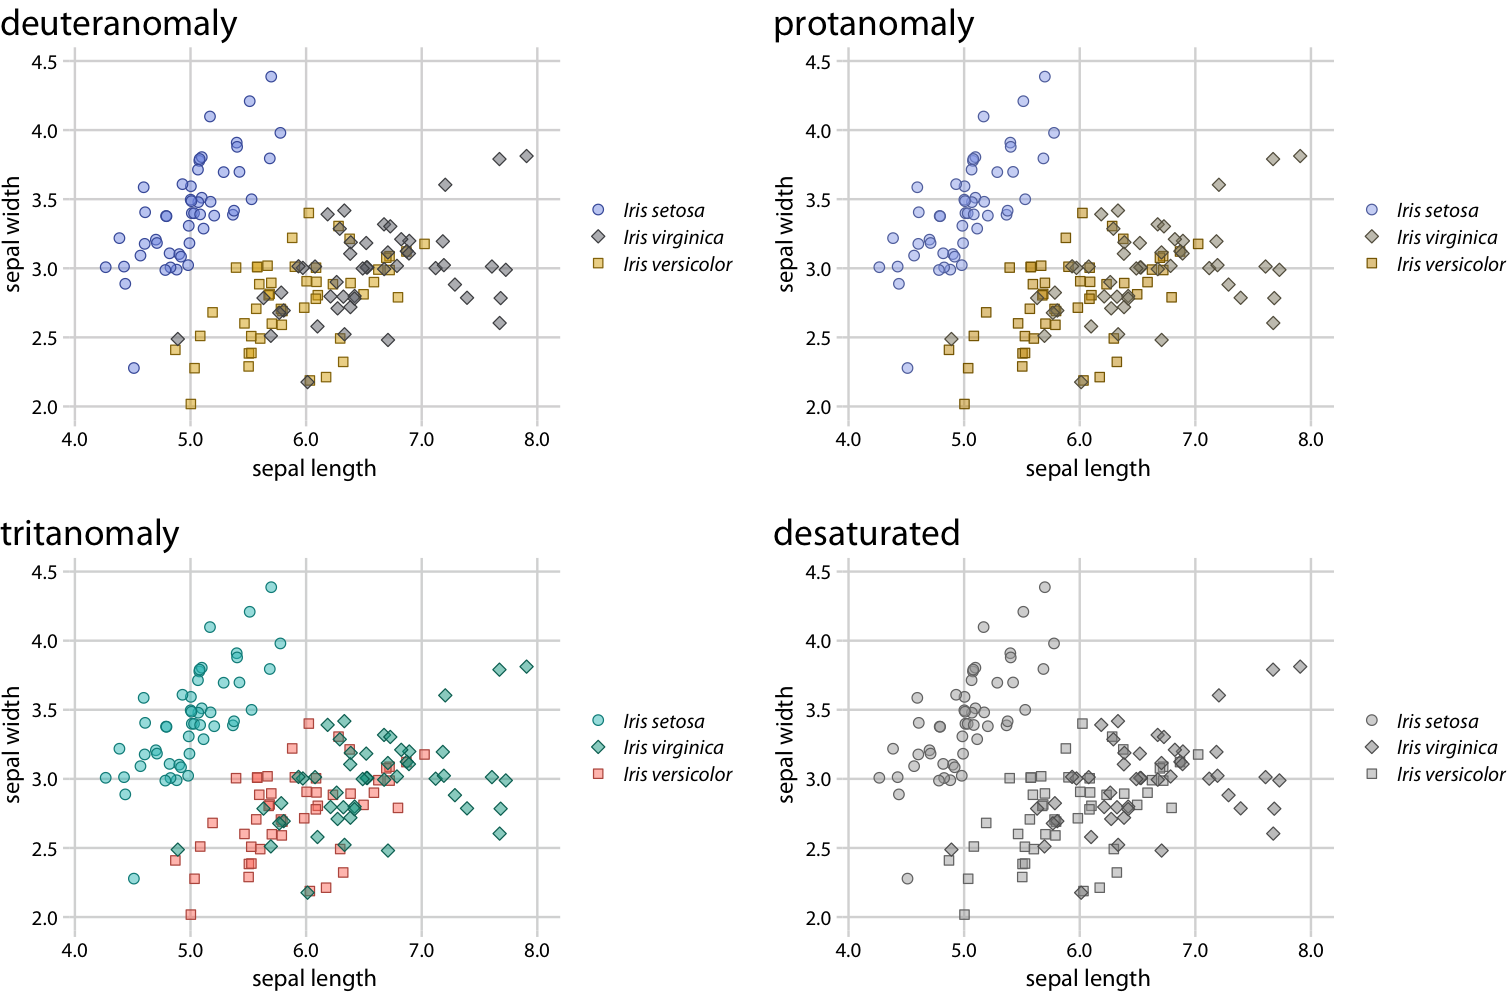 deuteranomaly
4.5
4.0
3.5
3.0
2.5
2.0
sepal width
4.0 5.0 6.0 7.0 8.0
sepal length
Iris setosa
Iris virginica
Iris versicolor
protanomaly
4.5
4.0
3.5
3.0
2.5
2.0
sepal width
4.0 5.0 6.0 7.0 8.0
sepal length
Iris setosa
Iris virginica
Iris versicolor
tritanomaly
4.5
4.0
3.5
3.0
2.5
2.0
sepal width
4.0 5.0 6.0 7.0 8.0
sepal length
Iris setosa
Iris virginica
Iris versicolor
desaturated
4.5
4.0
3.5
3.0
2.5
2.0
sepal width
4.0 5.0 6.0 7.0 8.0
sepal length
Iris setosa
Iris virginica
Iris versicolor